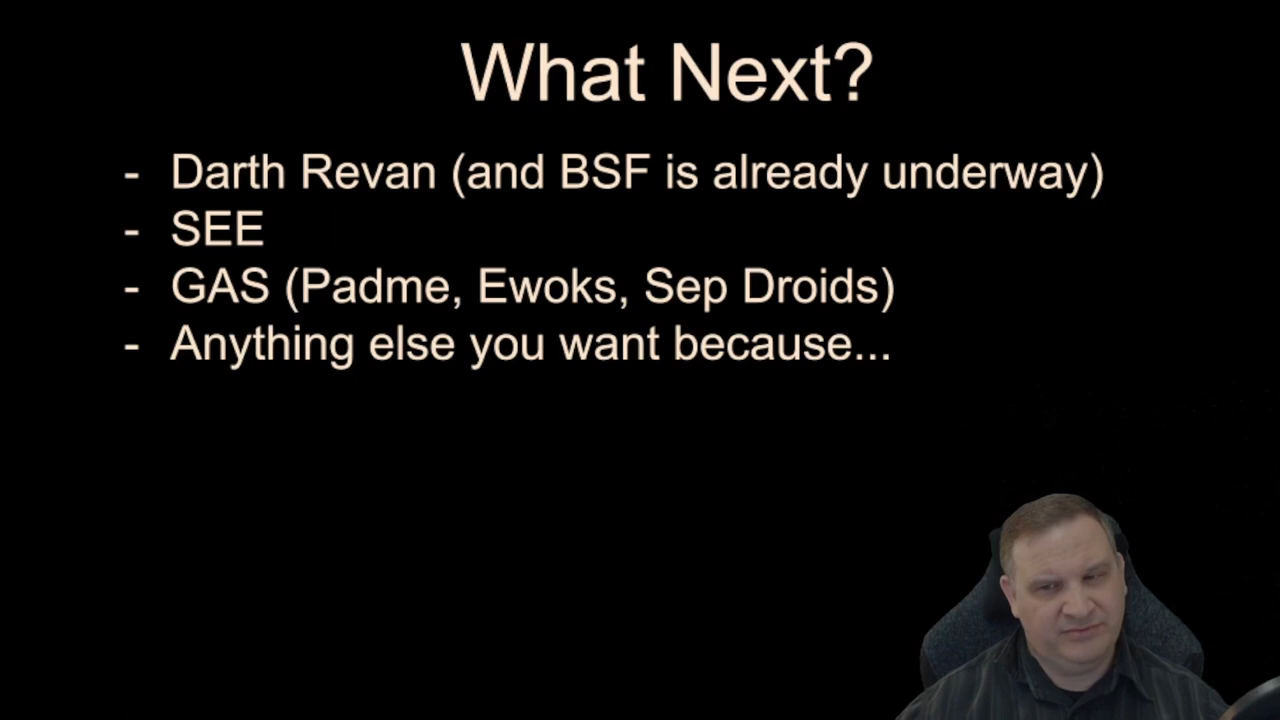 What Next?
- Darth Revan (and BSF is already underway)
- SEE
- GAS (Padme, Ewoks, Sep Droids)
- Anything else you want because...